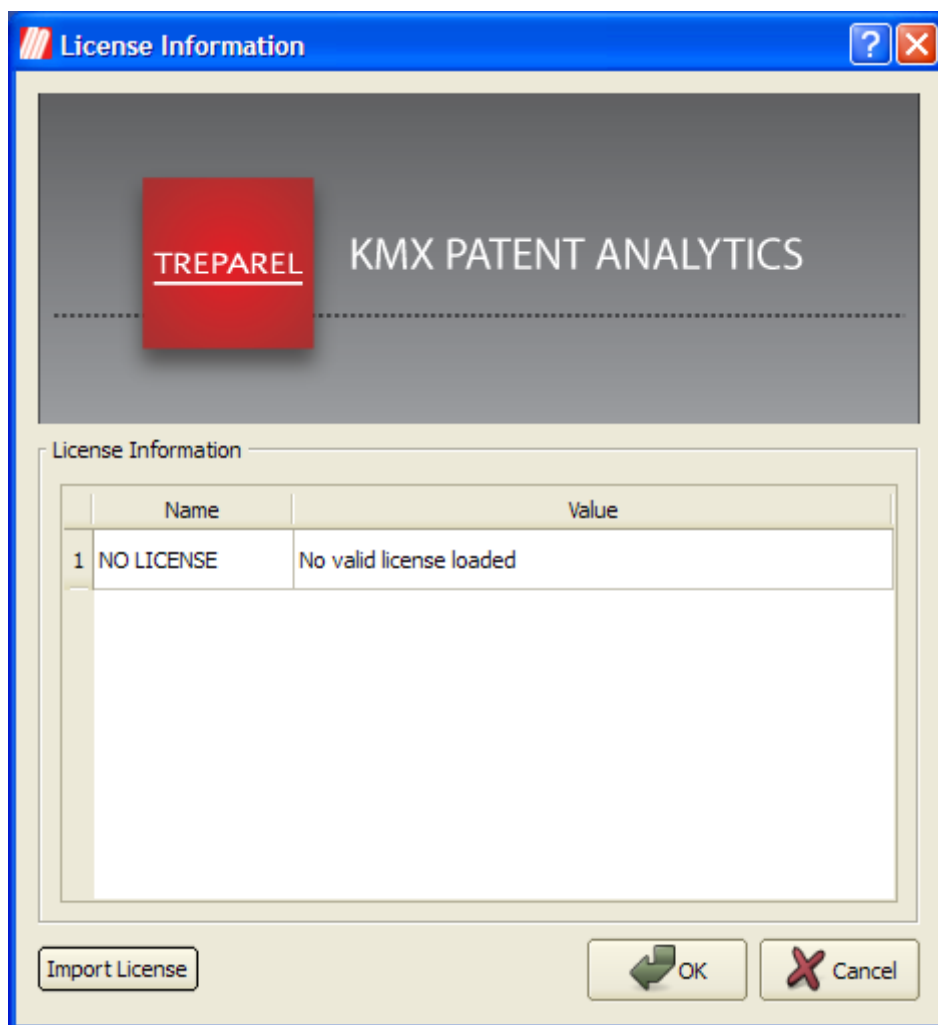 License Information
?
TREPAREL
KMX PATENT ANALYTICS
License Information
Name Value
1 NO LICENSE No valid license loaded
Import License OK Cancel